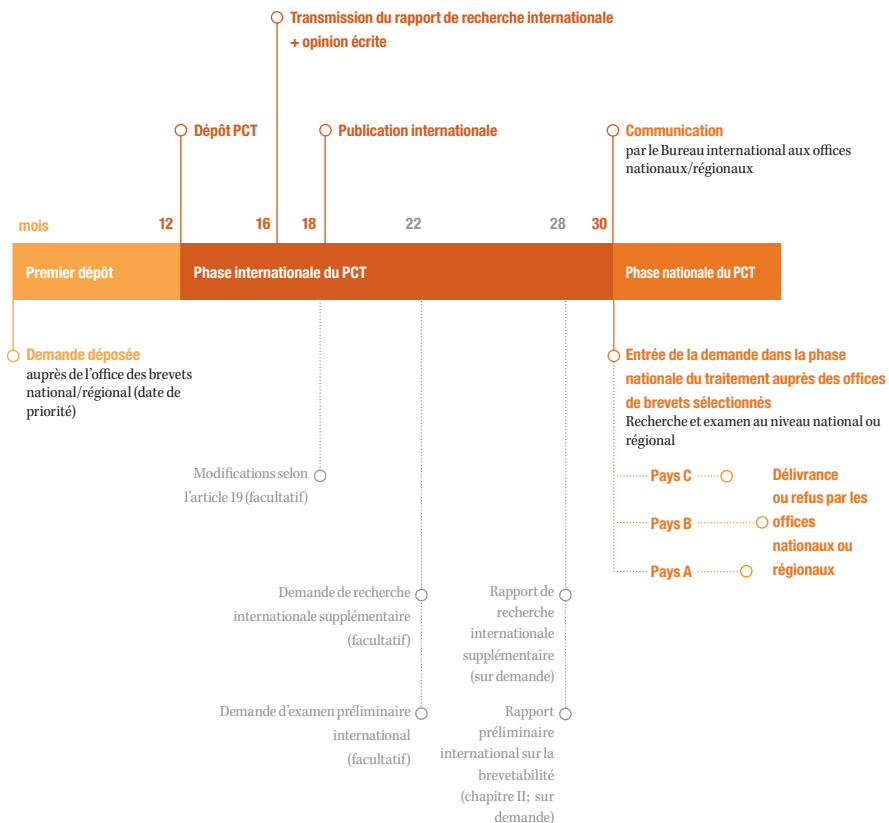 Transmission du rapport de recherche internationale
+ opinion écrite
Dépôt PCT
Publication internationale
Communication
par le Bureau international aux offices
nationaux/régionaux
mois
12
16
18
22
28
30
Premier dépôt
Phase internationale du PCT
Phase nationale du PCT
Demande déposée
auprès de l'office des brevets
national/régional (date de
priorité)
Entrée de la demande dans la phase
nationale du traitement auprès des offices
de brevets sélectionnés
Recherche et examen au niveau national ou
régional
Modifications selon
l'article 19 (facultatif)
Pays C
Pays B
Pays A
Délivrance
ou refus par les
offices
nationaux ou
régionaux
Demande de recherche
internationale supplémentaire
(facultatif)
Rapport de
recherche
internationale
supplémentaire
(sur demande)
Demande d'examen préliminaire
international
(facultatif)
Rapport
préliminaire
international sur la
brevetabilité
(chapitre II; sur
demande)